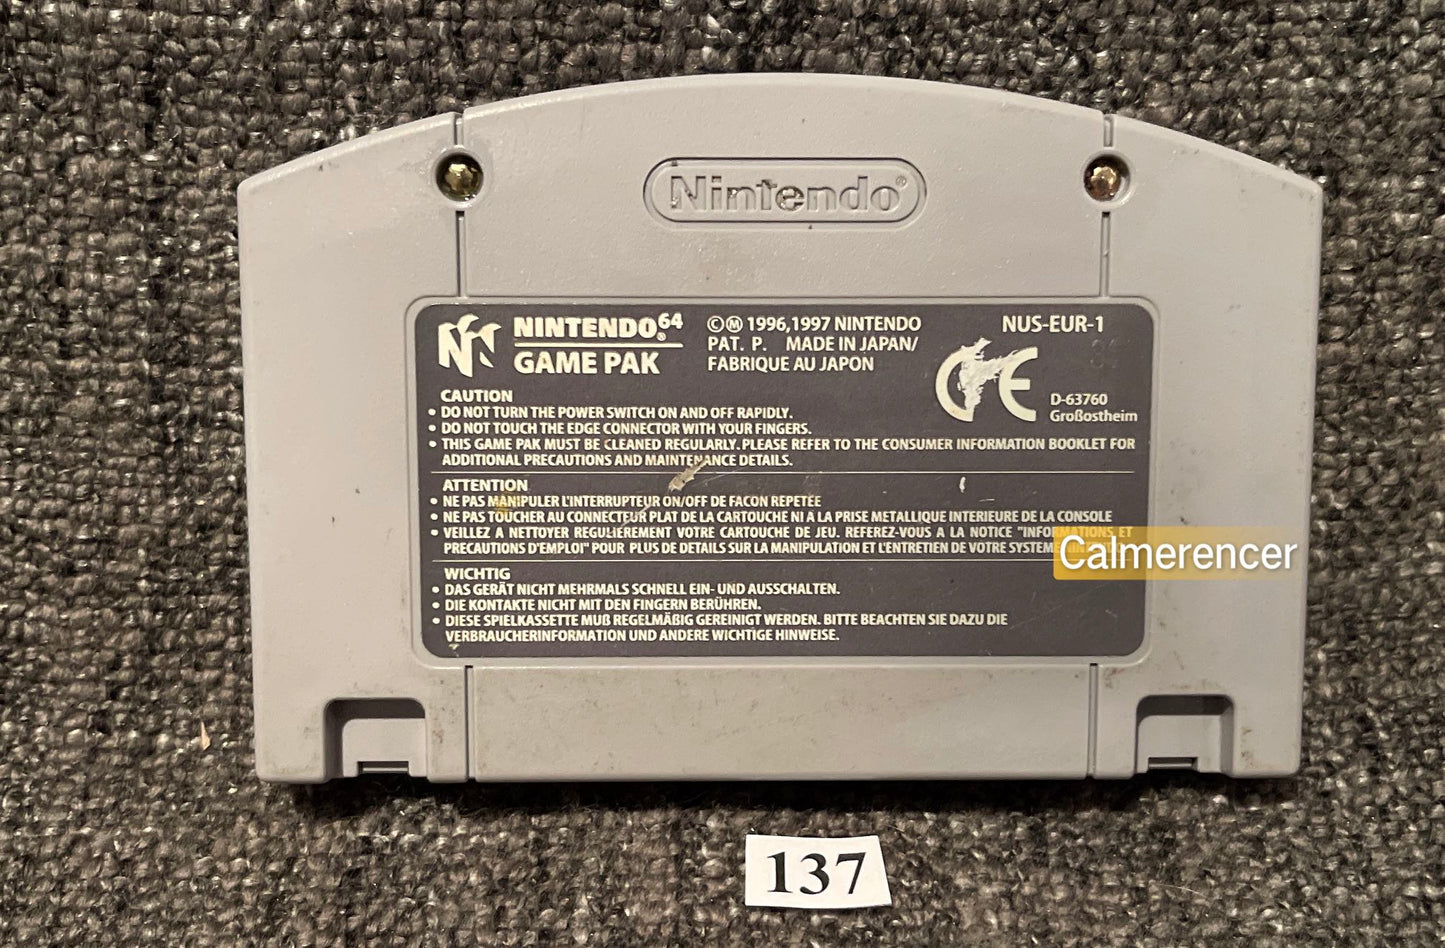 Nintendo®
NINTENDO64®
GAME PAK
©Ⓜ 1996,1997 NINTENDO
PAT. P. MADE IN JAPAN/
FABRIQUE AU JAPON
NUS-EUR-1
CE
D-63760
Großostheim
CAUTION
• DO NOT TURN THE POWER SWITCH ON AND OFF RAPIDLY.
• DO NOT TOUCH THE EDGE CONNECTOR WITH YOUR FINGERS.
• THIS GAME PAK MUST BE CLEANED REGULARLY. PLEASE REFER TO THE CONSUMER INFORMATION BOOKLET FOR
ADDITIONAL PRECAUTIONS AND MAINTENANCE DETAILS.
ATTENTION
• NE PAS MANIPULER L'INTERRUPTEUR ON/OFF DE FACON REPETÉE
• NE PAS TOUCHER AU CONNECTEUR PLAT DE LA CARTOUCHE NI A LA PRISE METALLIQUE INTERIEURE DE LA CONSOLE
• VEILLEZ A NETTOYER REGULIEREMENT VOTRE CARTOUCHE DE JEU. REFEREZ-VOUS A LA NOTICE "INFORMATIONS ET
PRECAUTIONS D'EMPLOI" POUR PLUS DE DETAILS SUR LA MANIPULATION ET L'ENTRETIEN DE VOTRE SYSTEME
Calmerencer
WICHTIG
• DAS GERÄT NICHT MEHRMALS SCHNELL EIN- UND AUSSCHALTEN.
• DIE KONTAKTE NICHT MIT DEN FINGERN BERÜHREN.
• DIESE SPIELKASSETTE MUß REGELMÄßIG GEREINIGT WERDEN. BITTE BEACHTEN SIE DAZU DIE
VERBRAUCHERINFORMATION UND ANDERE WICHTIGE HINWEISE.
137